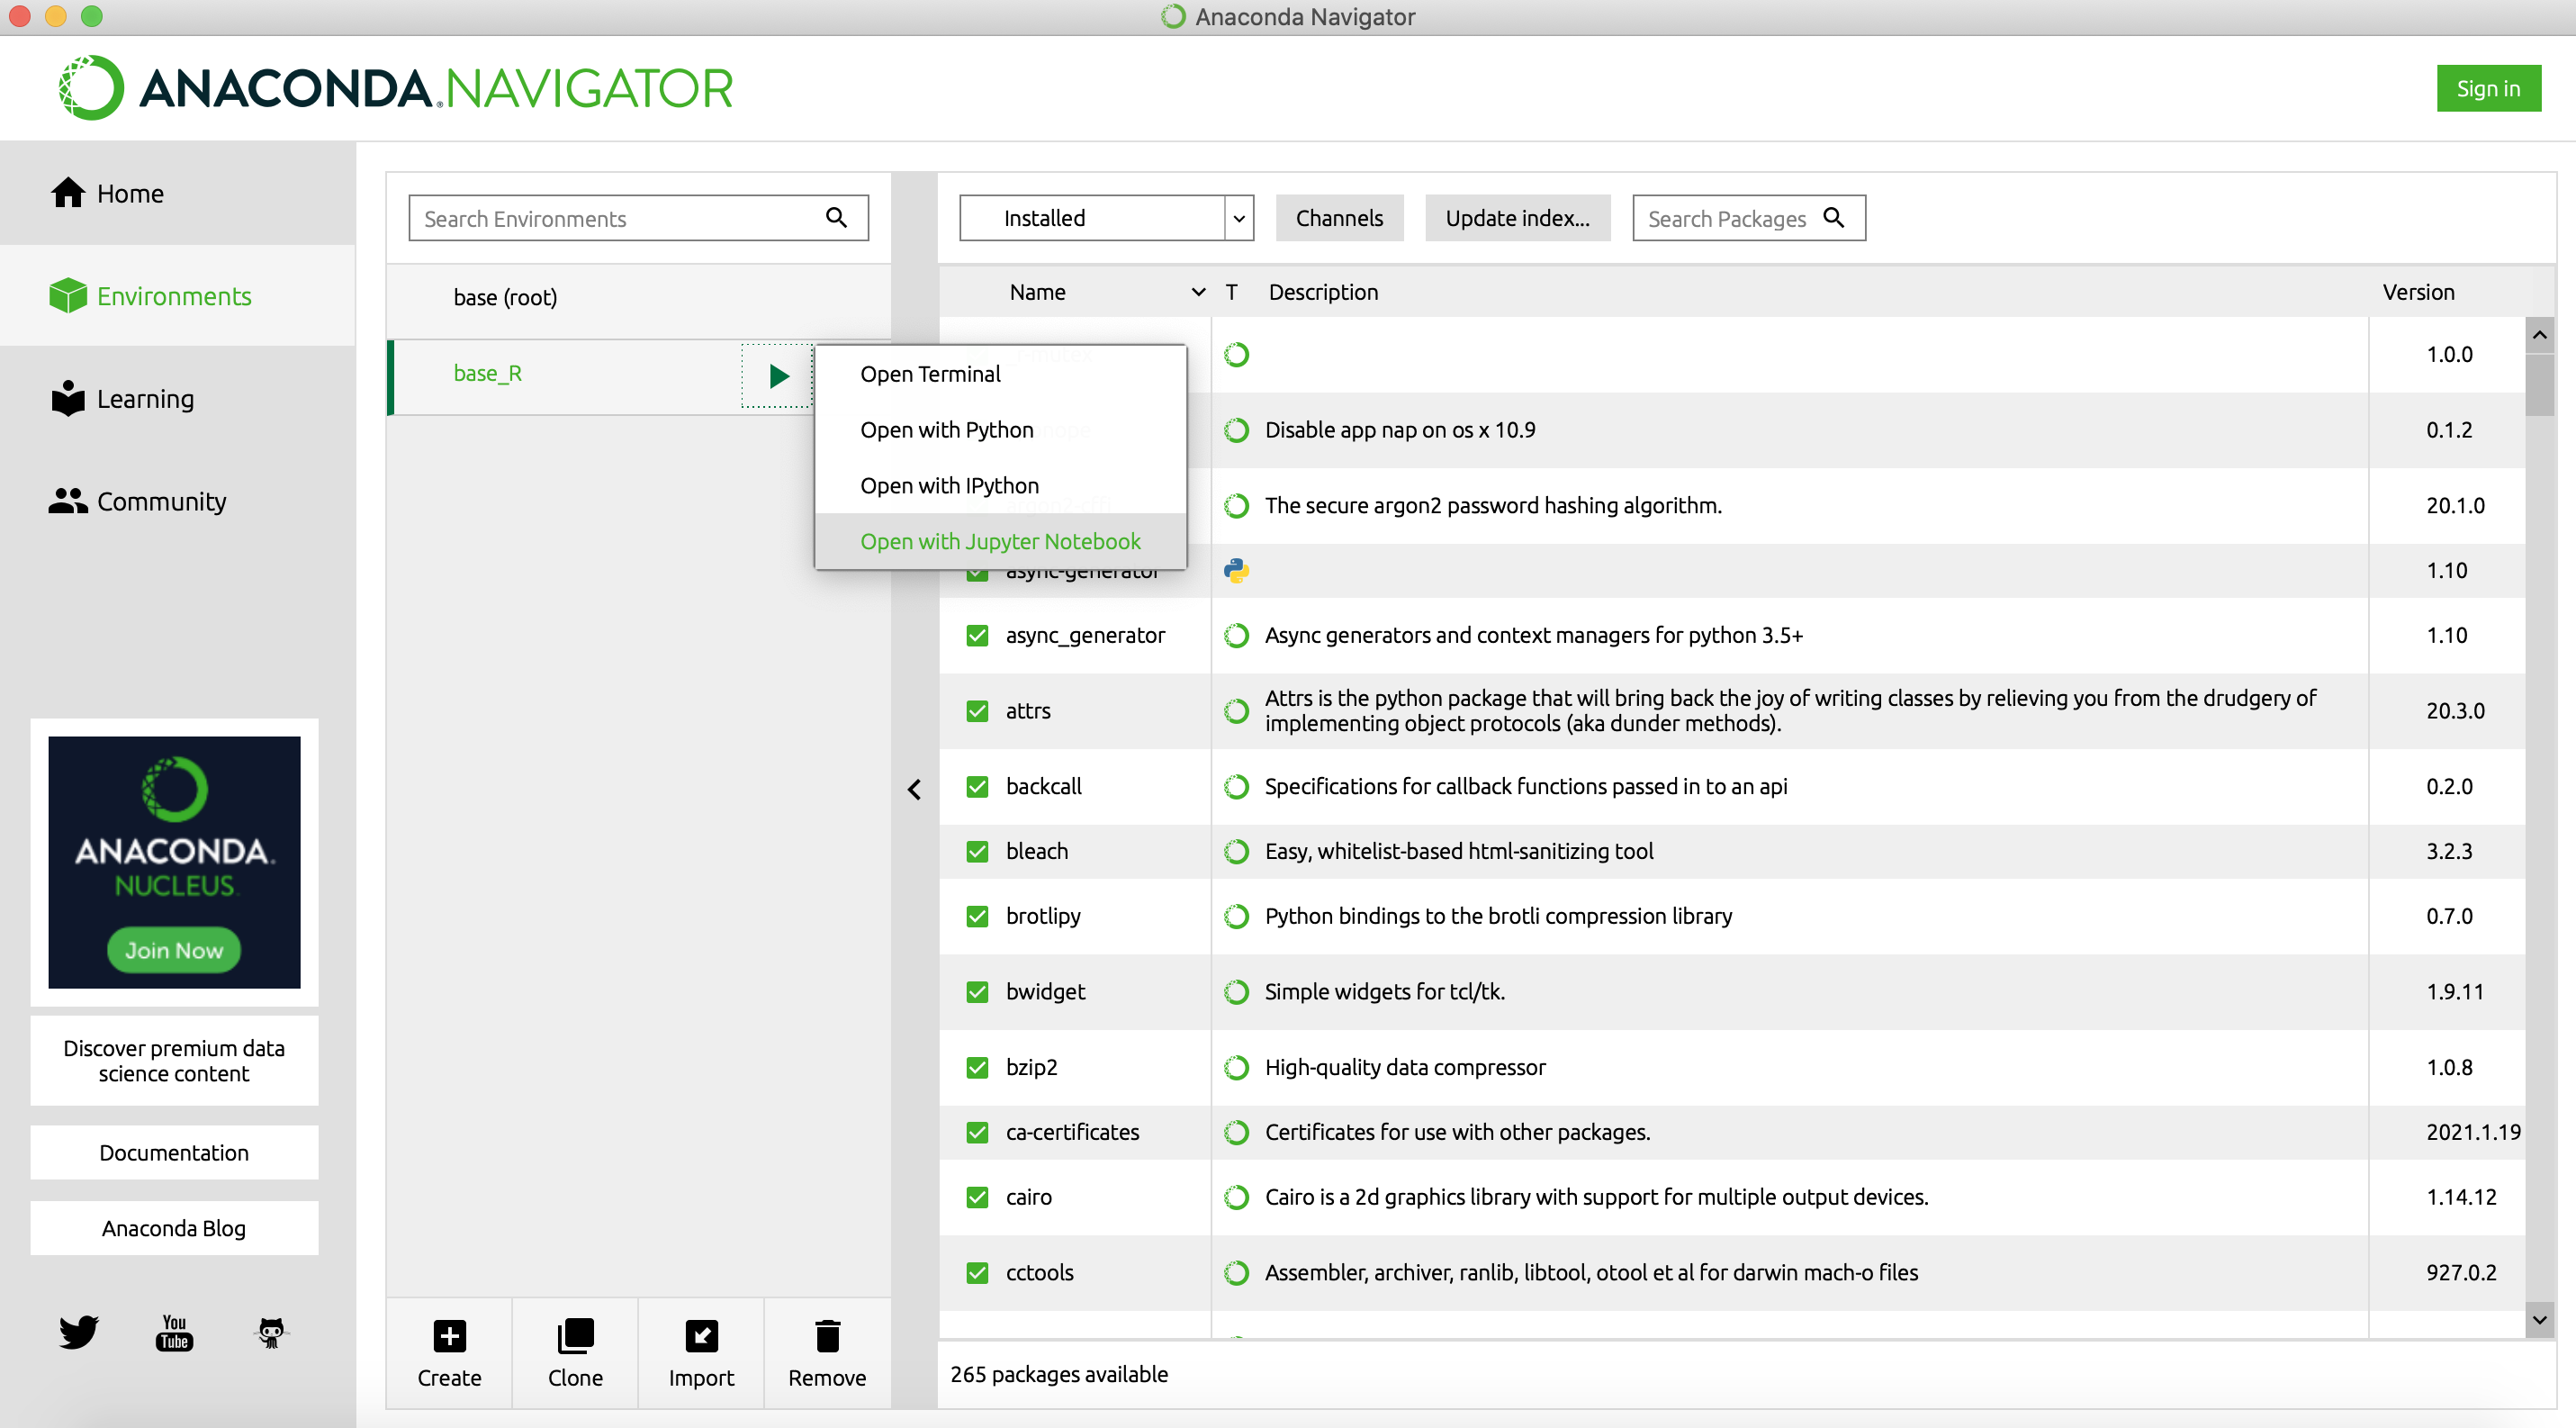 Anaconda Navigator
ANACONDA.NAVIGATOR
Sign in
Home
Environments
Learning
Community
ANACONDA.
NUCLEUS
Join Now
Discover premium data
science content
Documentation
Anaconda Blog
You
Tube
Search Environments
base (root)
base_R
Open Terminal
Open with Python
Open with IPython
Open with Jupyter Notebook
Create
Clone
Import
Remove
Installed
Channels
Update index...
Search Packages
Name T Description Version
1.0.0
Disable app nap on os x 10.9 0.1.2
The secure argon2 password hashing algorithm. 20.1.0
async-generator 1.10
async_generator Async generators and context managers for python 3.5+ 1.10
attrs Attrs is the python package that will bring back the joy of writing classes by relieving you from the drudgery of
implementing object protocols (aka dunder methods). 20.3.0
backcall Specifications for callback functions passed in to an api 0.2.0
bleach Easy, whitelist-based html-sanitizing tool 3.2.3
brotlipy Python bindings to the brotli compression library 0.7.0
bwidget Simple widgets for tcl/tk. 1.9.11
bzip2 High-quality data compressor 1.0.8
ca-certificates Certificates for use with other packages. 2021.1.19
cairo Cairo is a 2d graphics library with support for multiple output devices. 1.14.12
cctools Assembler, archiver, ranlib, libtool, otool et al for darwin mach-o files 927.0.2
265 packages available